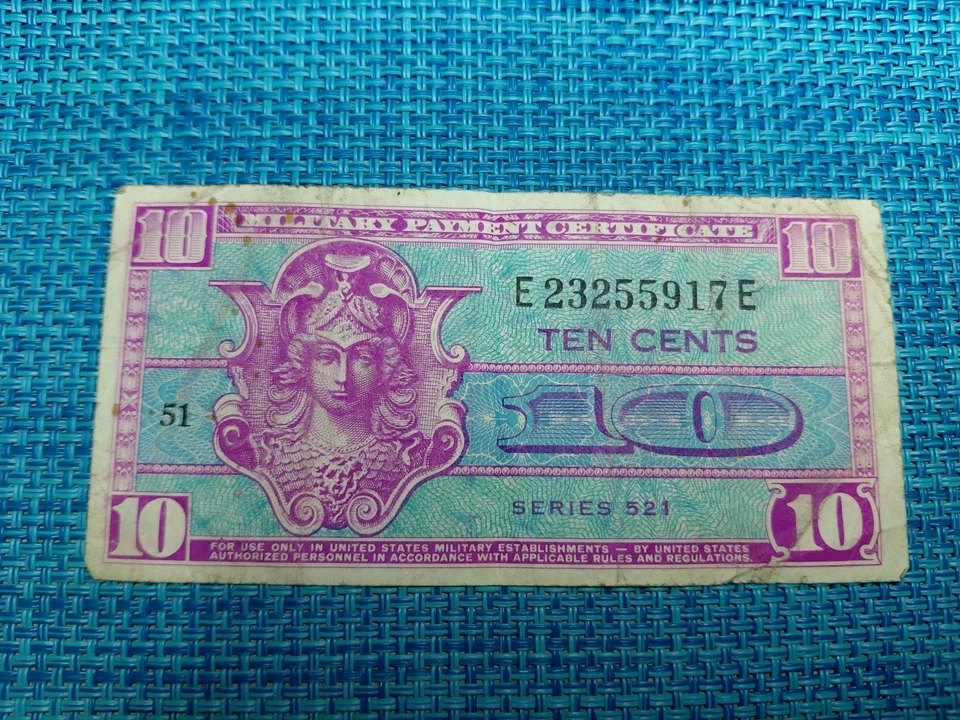 10 MILITARY PAYMENT CERTIFICATE 10
E23255917E
TEN CENTS
51 10
SERIES 521
10 10
FOR USE ONLY IN UNITED STATES MILITARY ESTABLISHMENTS — BY UNITED STATES
AUTHORIZED PERSONNEL IN ACCORDANCE WITH APPLICABLE RULES AND REGULATIONS.